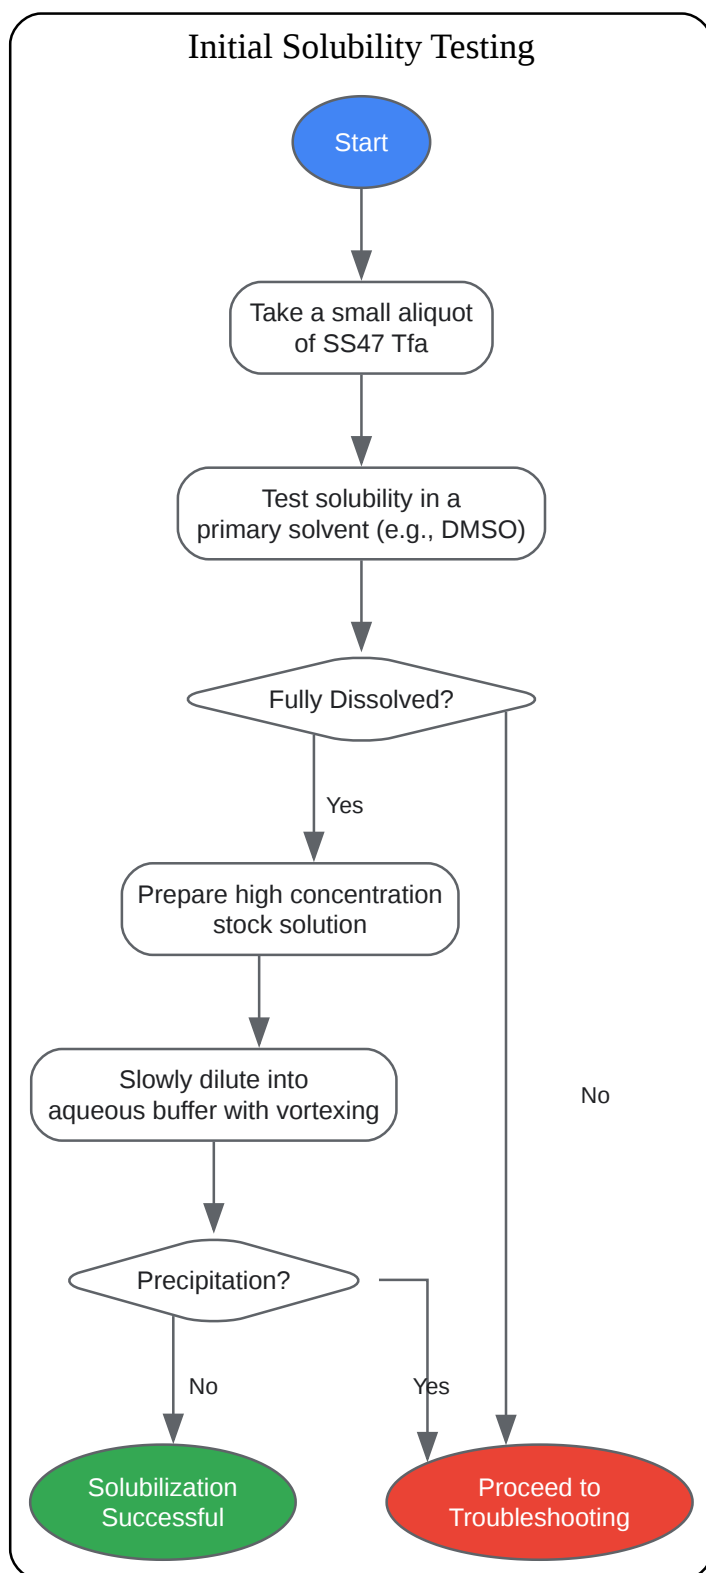 Initial Solubility Testing
Start
Take a small aliquot
of SS47 Tfa
Test solubility in a
primary solvent (e.g., DMSO)
Fully Dissolved?
Yes
Prepare high concentration
stock solution
Slowly dilute into
aqueous buffer with vortexing
No
Precipitation?
No
Yes
Solubilization
Successful
Proceed to
Troubleshooting